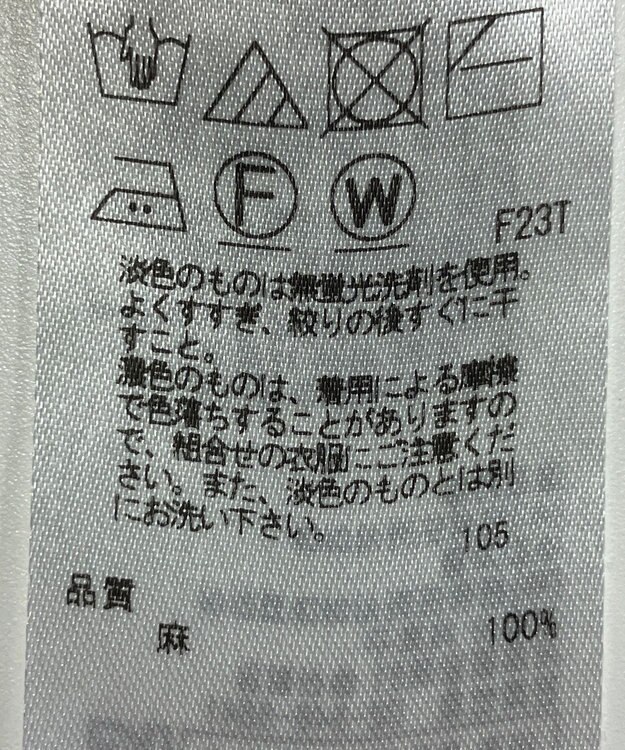 F
W
F23T
淡色のものは無蛍光洗剤を使用。
よくすすぎ、絞りの後すぐに干
すこと。
濃色のものは、着用による摩擦
で色落ちすることがありますの
で、組合せの衣服にご注意くだ
さい。また、淡色のものとは別
にお洗い下さい。
105
品質
麻 100%